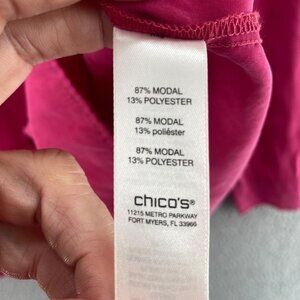 87% MODAL
13% POLYESTER
87% MODAL
13% poliéster
87% MODAL
13% POLYESTER
chico's®
11215 METRO PARKWAY
FORT MYERS, FL 33966